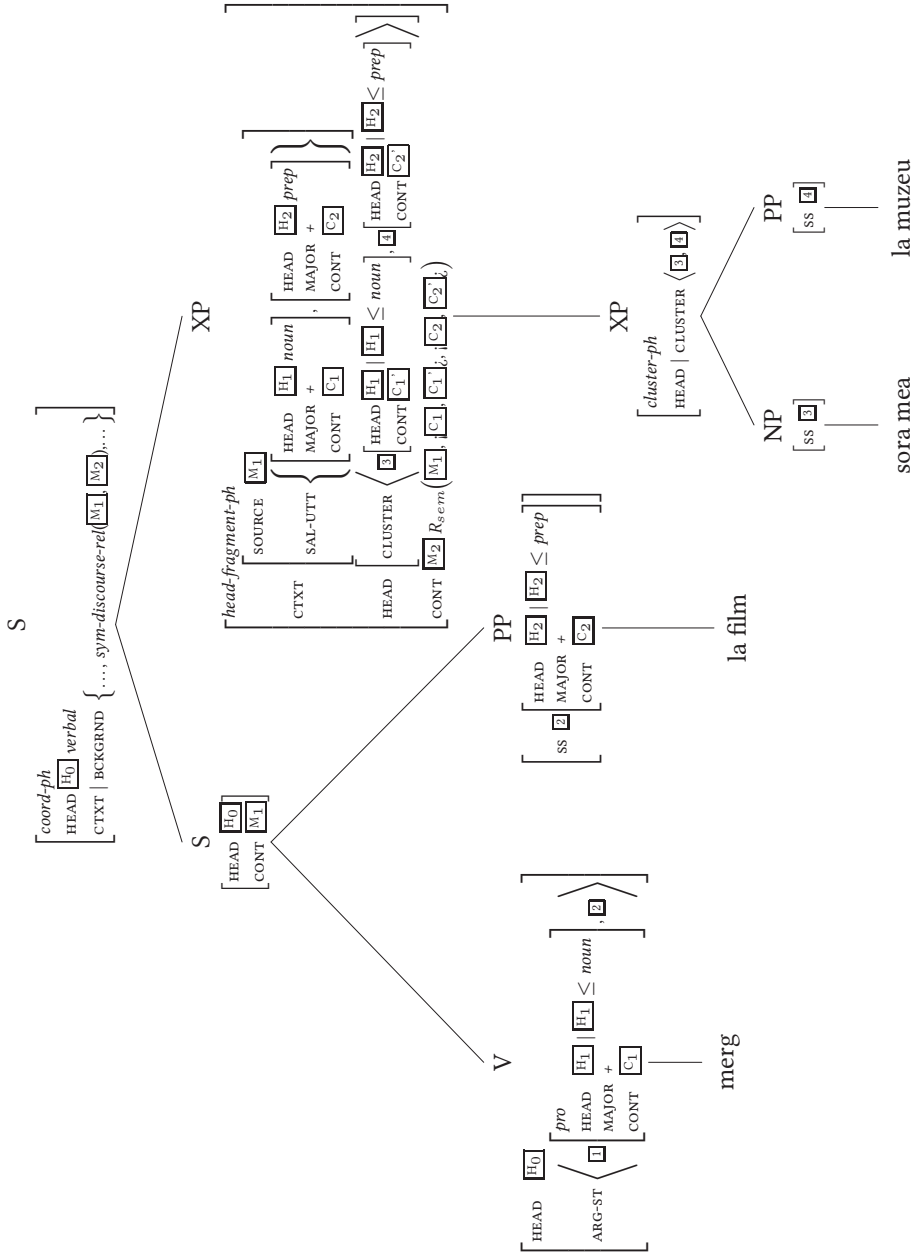 S
coord-ph
HEAD H0 verbal
CTXT | BCKGRND {…, sym-discourse-rel(M1, M2),…}
S
HEAD H0
CONT M1
XP
head-fragment-ph
CTXT
SOURCE M1
SAL-UTT
HEAD H1 noun
MAJOR +
CONT C1
,
HEAD H2 prep
MAJOR +
CONT C2
HEAD
CLUSTER
3
HEAD H1 | H1 ≤ noun
CONT C1'
, 4
HEAD H2 | H2 ≤ prep
CONT C2'
CONT M2 Rsem(M1, ¡C1, C1'¿, ¡C2, C2'¿)
V
HEAD H0
ARG-ST
1
pro
HEAD H1 | H1 ≤ noun
MAJOR +
CONT C1
, 2
merg
PP
SS 2
HEAD H2 | H2 ≤ prep
MAJOR +
CONT C2
la film
XP
cluster-ph
HEAD | CLUSTER ⟨3, 4⟩
NP
SS 3
sora mea
PP
SS 4
la muzeu